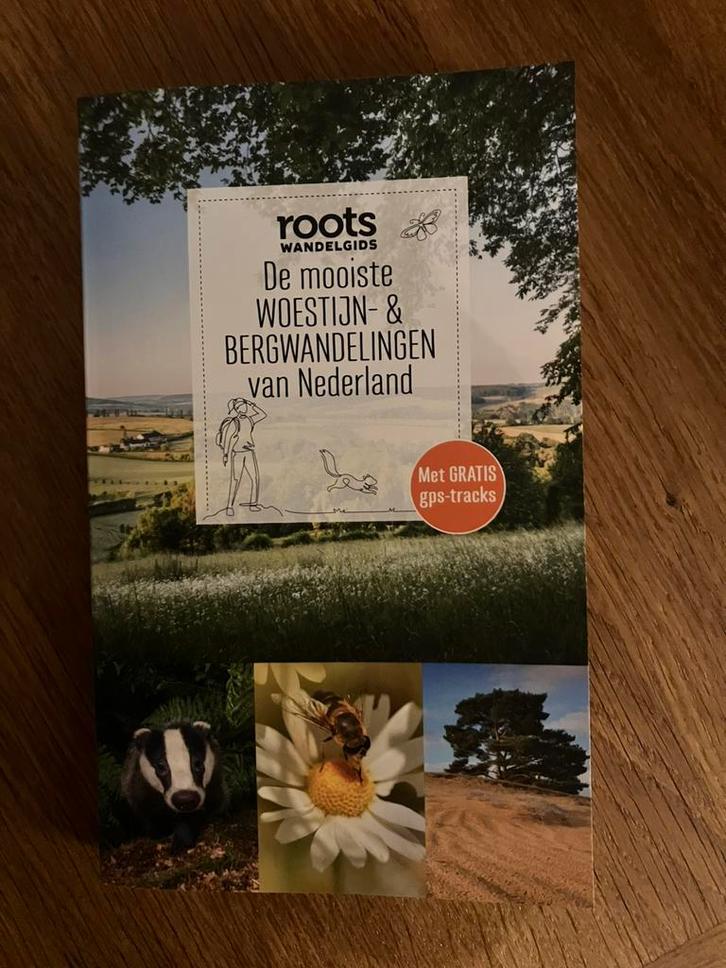 roots
WANDELGIDS
De mooiste
WOESTIJN- &
BERGWANDELINGEN
van Nederland
Met GRATIS
gps-tracks